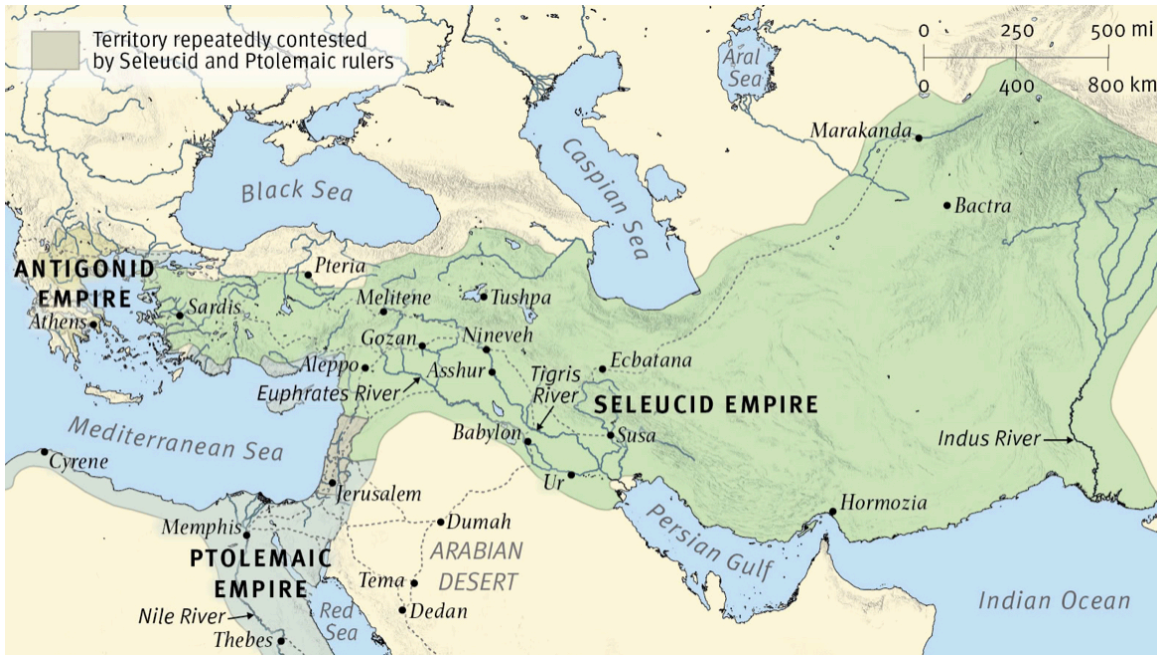 Territory repeatedly contested
by Seleucid and Ptolemaic rulers
0 250 500 mi
0 400 800 km
Aral
Sea
Marakanda
Caspian Sea
Black Sea
Bactra
ANTIGONID
EMPIRE
Pteria
Athens
Sardis
Melitene
Tushpa
Gozan
Nineveh
Aleppo
Asshur
Tigris
River
Ecbatana
Euphrates River
SELEUCID EMPIRE
Mediterranean Sea
Babylon
Susa
Indus River
Cyrene
Ur
Jerusalem
Hormozia
Memphis
Dumah
Persian Gulf
PTOLEMAIC
EMPIRE
ARABIAN
DESERT
Tema
Nile River
Red
Sea
Dedan
Indian Ocean
Thebes